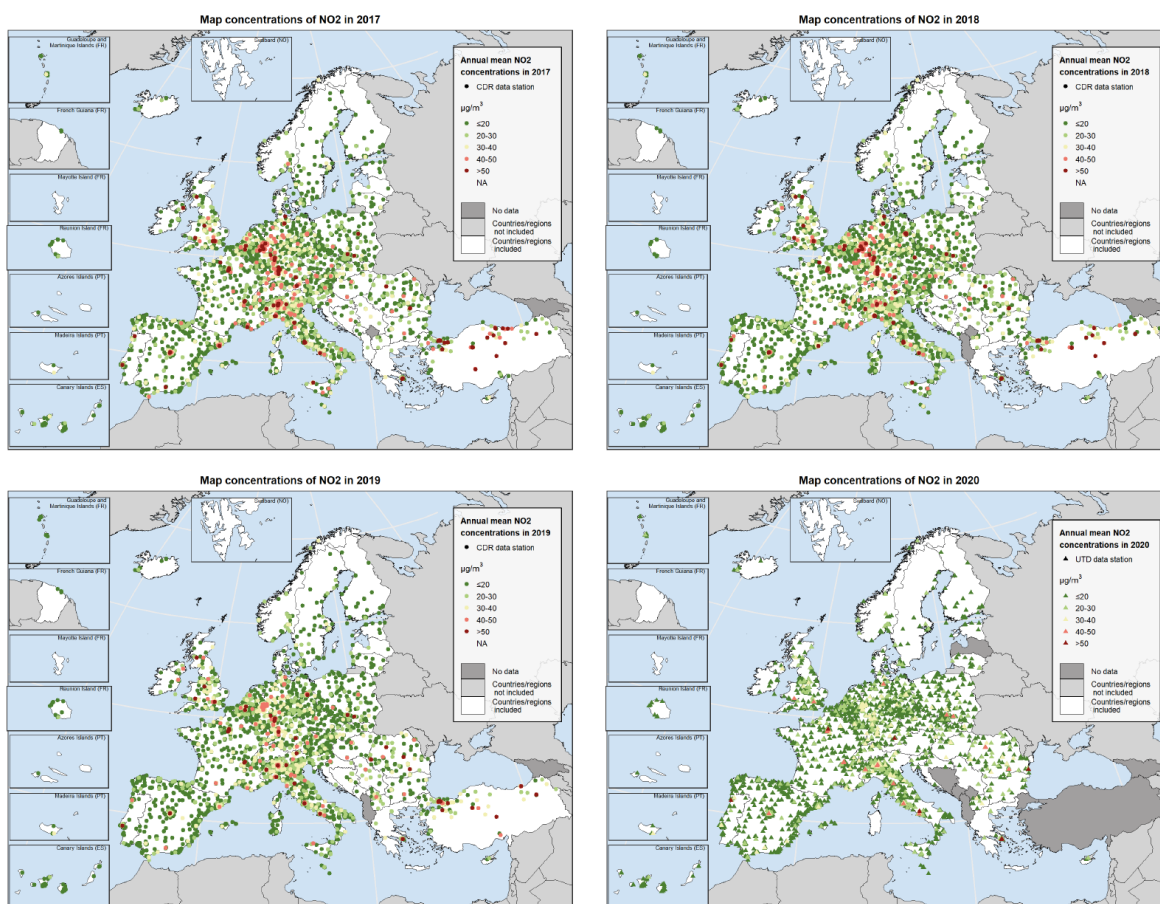 Map concentrations of NO2 in 2017
Guadeloupe and
Martinique Islands (FR)
Svalbard (NO)
Annual mean NO2
concentrations in 2017
CDR data station
French Guiana (FR)
µg/m³
≤20
20-30
30-40
40-50
>50
NA
Mayotte Island (FR)
No data
Countries/regions
not included
Countries/regions
included
Reunion Island (FR)
Azores Islands (PT)
Madeira Islands (PT)
Canary Islands (ES)
Map concentrations of NO2 in 2018
Guadeloupe and
Martinique Islands (FR)
Svalbard (NO)
Annual mean NO2
concentrations in 2018
CDR data station
French Guiana (FR)
µg/m³
≤20
20-30
30-40
40-50
>50
NA
Mayotte Island (FR)
No data
Countries/regions
not included
Countries/regions
included
Reunion Island (FR)
Azores Islands (PT)
Madeira Islands (PT)
Canary Islands (ES)
Map concentrations of NO2 in 2019
Guadeloupe and
Martinique Islands (FR)
Svalbard (NO)
Annual mean NO2
concentrations in 2019
CDR data station
French Guiana (FR)
µg/m³
≤20
20-30
30-40
40-50
>50
NA
Mayotte Island (FR)
No data
Countries/regions
not included
Countries/regions
included
Reunion Island (FR)
Azores Islands (PT)
Madeira Islands (PT)
Canary Islands (ES)
Map concentrations of NO2 in 2020
Guadeloupe and
Martinique Islands (FR)
Svalbard (NO)
Annual mean NO2
concentrations in 2020
UTD data station
French Guiana (FR)
µg/m³
≤20
20-30
30-40
40-50
>50
Mayotte Island (FR)
No data
Countries/regions
not included
Countries/regions
included
Reunion Island (FR)
Azores Islands (PT)
Madeira Islands (PT)
Canary Islands (ES)